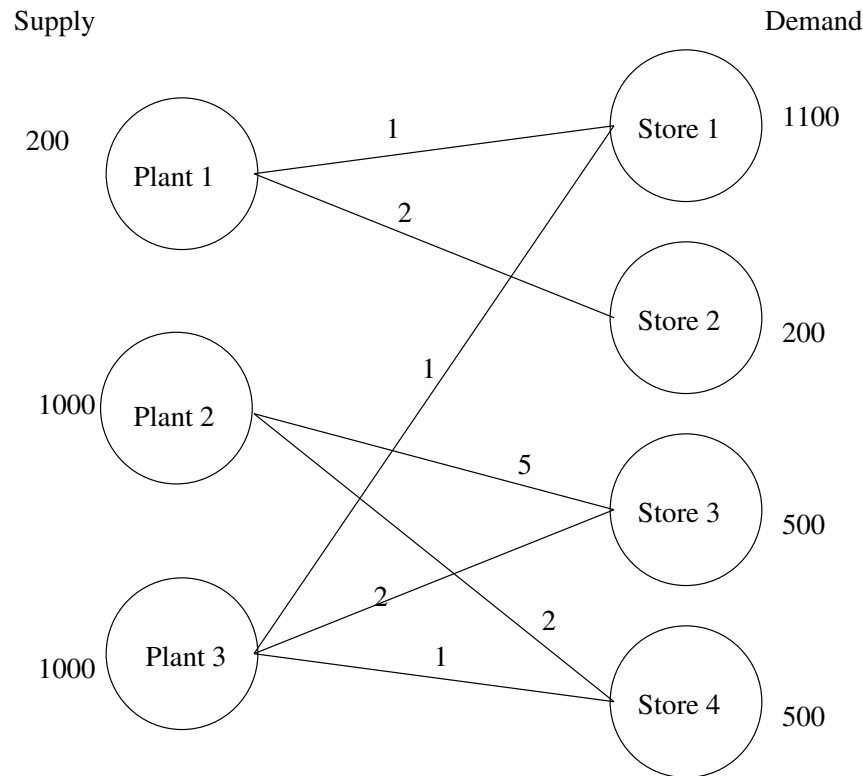 Supply
Demand
200
Plant 1
1
Store 1
1100
2
Store 2
200
1
1000
Plant 2
5
Store 3
500
2
2
1000
Plant 3
1
Store 4
500